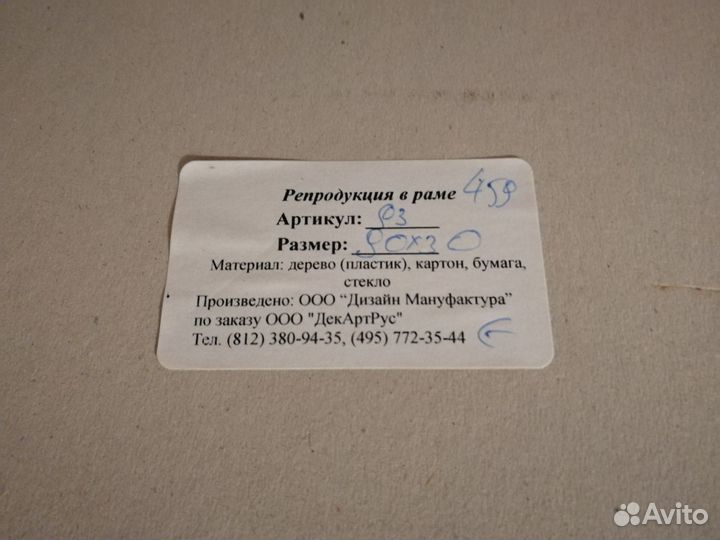 Репродукция в раме 459
Артикул: 93
Размер: 90х30
Материал: дерево (пластик), картон, бумага,
стекло
Произведено: ООО “Дизайн Мануфактура”
по заказу ООО "ДекАртРус"
Тел. (812) 380-94-35, (495) 772-35-44
Avito